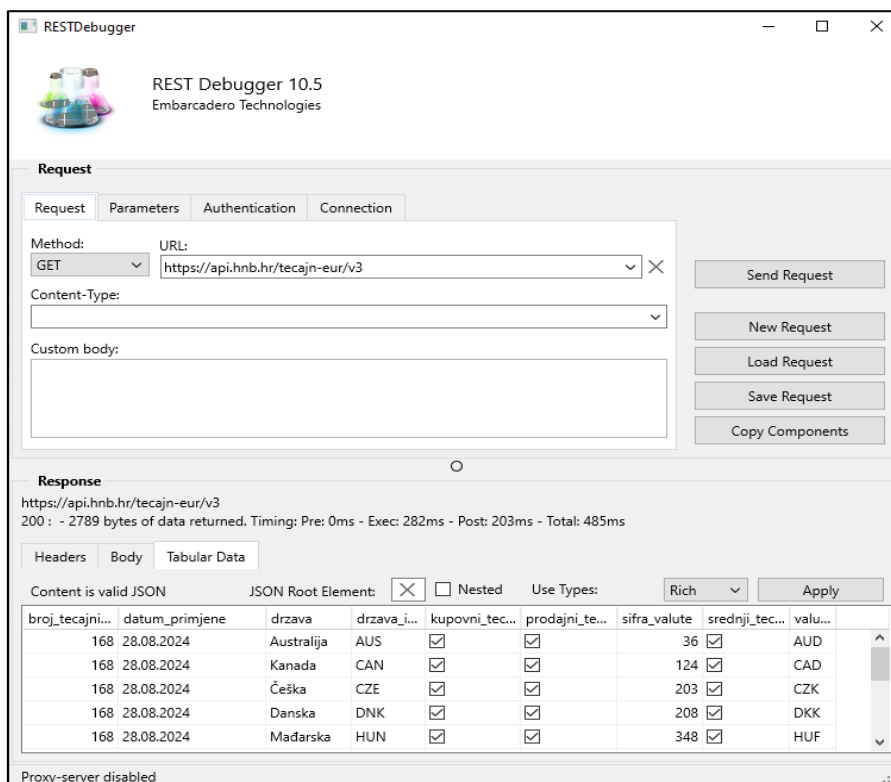 RESTDebugger
REST Debugger 10.5
Embarcadero Technologies
Request
Request Parameters Authentication Connection
Method: URL:
GET https://api.hnb.hr/tecajn-eur/v3
Send Request
Content-Type:
New Request
Custom body:
Load Request
Save Request
Copy Components
Response
https://api.hnb.hr/tecajn-eur/v3
200 : - 2789 bytes of data returned. Timing: Pre: 0ms - Exec: 282ms - Post: 203ms - Total: 485ms
Headers Body Tabular Data
Content is valid JSON JSON Root Element: Nested Use Types: Rich Apply
broj_tecajni... datum_primjene drzava drzava_i... kupovni_tec... prodajni_te... sifra_valute srednji_tec... valu...
168 28.08.2024 Australija AUS 36 AUD
168 28.08.2024 Kanada CAN 124 CAD
168 28.08.2024 Češka CZE 203 CZK
168 28.08.2024 Danska DNK 208 DKK
168 28.08.2024 Mađarska HUN 348 HUF
Proxy-server disabled